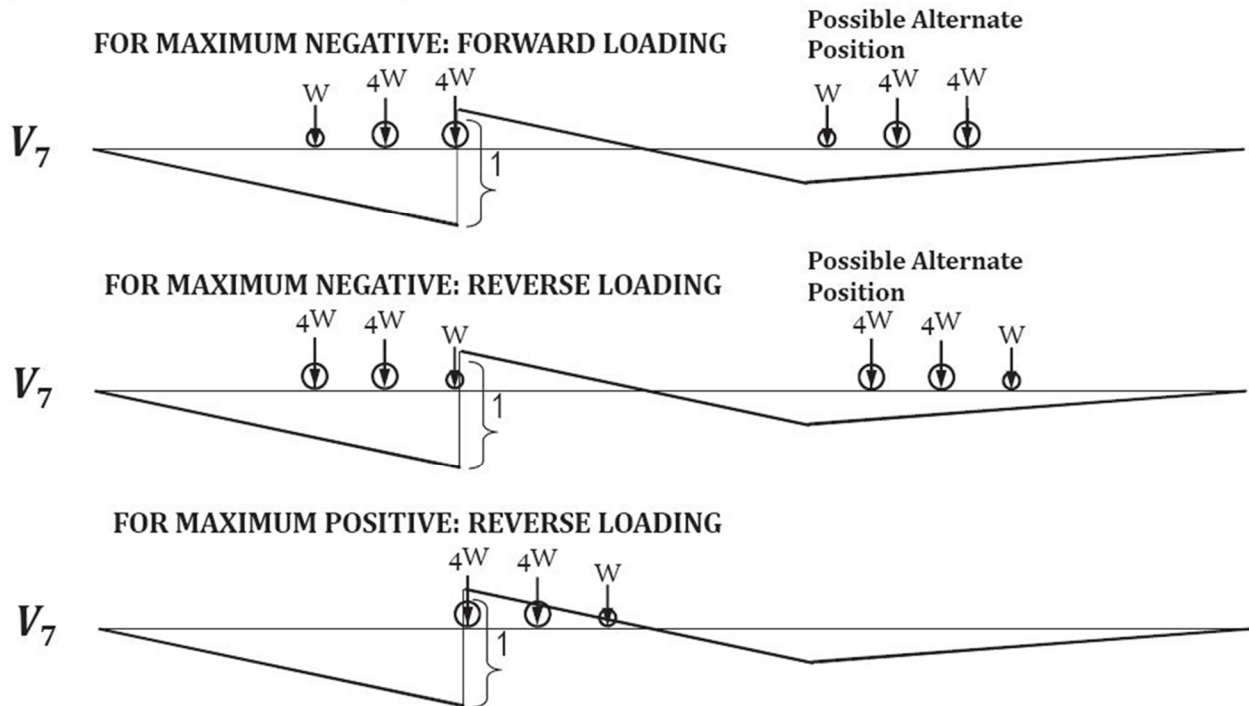 FOR MAXIMUM NEGATIVE: FORWARD LOADING
Possible Alternate
Position
W 4W 4W
W 4W 4W
V7
1
FOR MAXIMUM NEGATIVE: REVERSE LOADING
Possible Alternate
Position
4W 4W W
4W 4W W
V7
1
FOR MAXIMUM POSITIVE: REVERSE LOADING
4W 4W W
V7
1